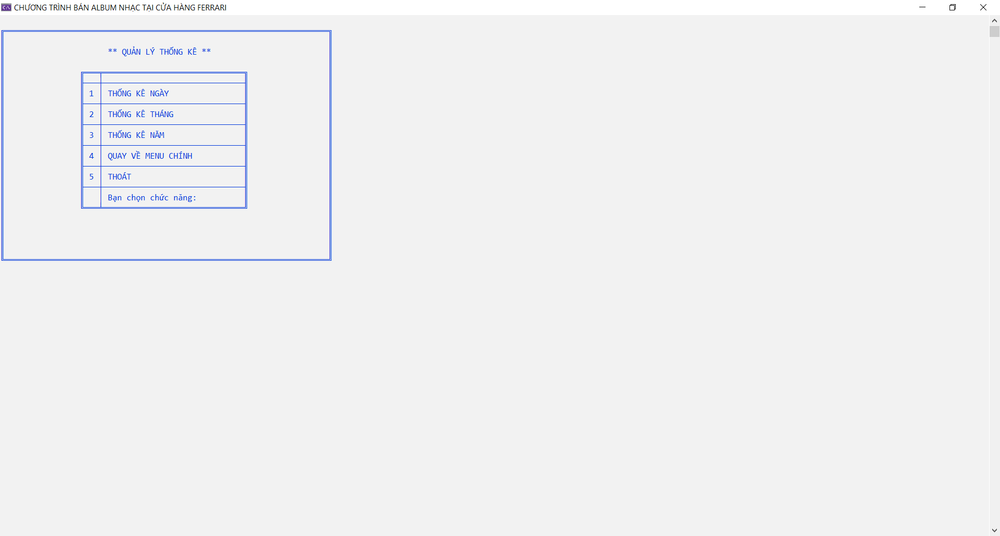 CHƯƠNG TRÌNH BÁN ALBUM NHẠC TẠI CỬA HÀNG FERRARI
** QUẢN LÝ THỐNG KÊ **
1 THỐNG KÊ NGÀY
2 THỐNG KÊ THÁNG
3 THỐNG KÊ NĂM
4 QUAY VỀ MENU CHÍNH
5 THOÁT
Bạn chọn chức năng: